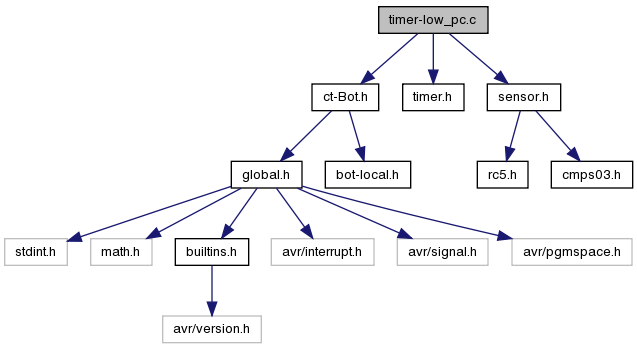 timer-low_pc.c
ct-Bot.h
timer.h
sensor.h
global.h
bot-local.h
rc5.h
cmps03.h
stdint.h
math.h
builtins.h
avr/interrupt.h
avr/signal.h
avr/pgmspace.h
avr/version.h